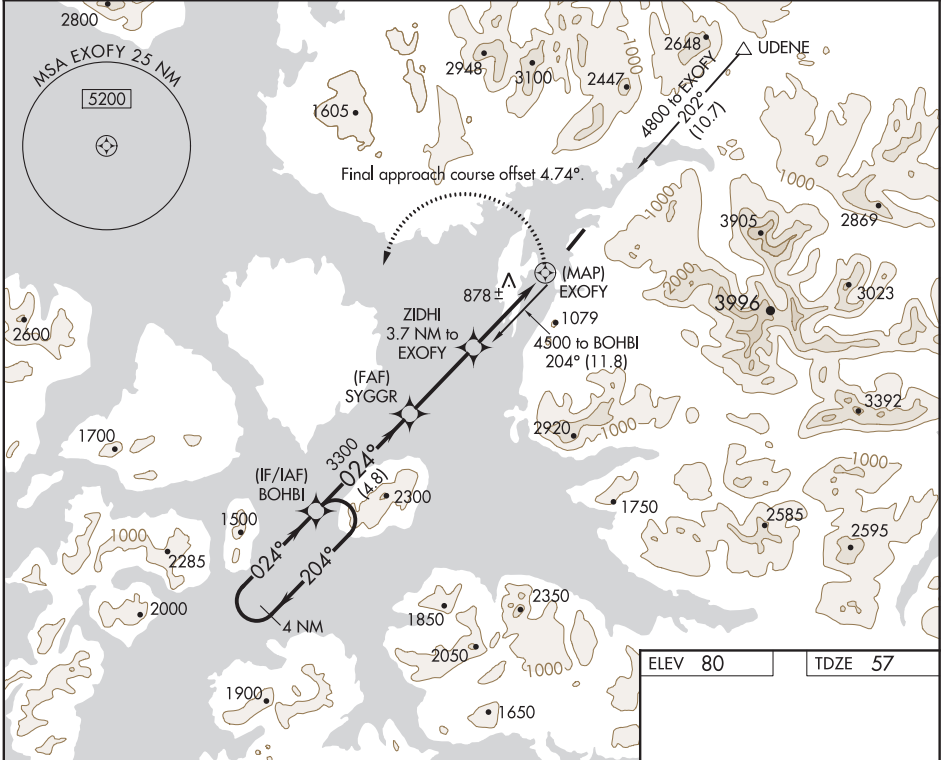 2800
MSA EXOFY 25 NM
5200
1605
2948
3100
2447
1000
2648
UDENE
4800 to EXOFY
202°
(10.7)
Final approach course offset 4.74°.
1000
1000
2869
3905
2000
3023
3996
878 ±
(MAP)
EXOFY
1079
4500 to BOHBI
204° (11.8)
ZIDHI
3.7 NM to
EXOFY
2600
(FAF)
SYGGR
3392
2920
1000
1700
3300
024°
(4.8)
(IF/IAF)
BOHBI
2300
1000
1750
1500
2585
2595
1000
2285
024°
204°
2000
4 NM
1850
2350
2050
1000
1900
1650
ELEV 80
TDZE 57